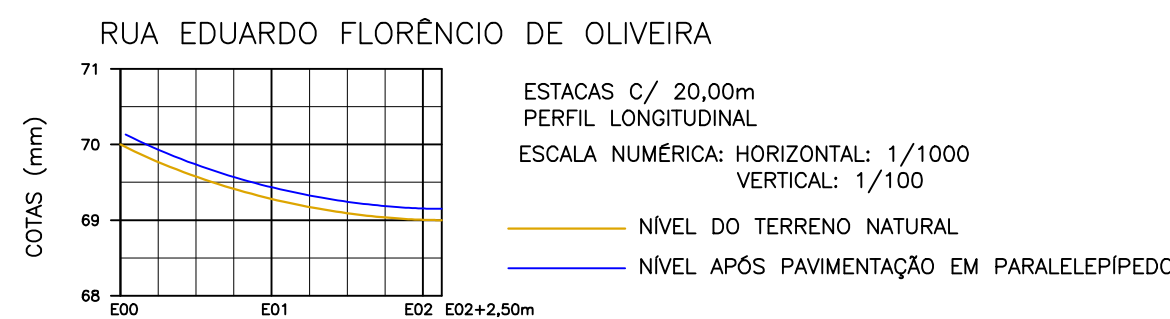 RUA EDUARDO FLORÊNCIO DE OLIVEIRA
71
70
69
68
COTAS (mm)
E00
E01
E02
E02+2,50m
ESTACAS C/ 20,00m
PERFIL LONGITUDINAL
ESCALA NUMÉRICA: HORIZONTAL: 1/1000
VERTICAL: 1/100
NÍVEL DO TERRENO NATURAL
NÍVEL APÓS PAVIMENTAÇÃO EM PARALELEPÍPEDO